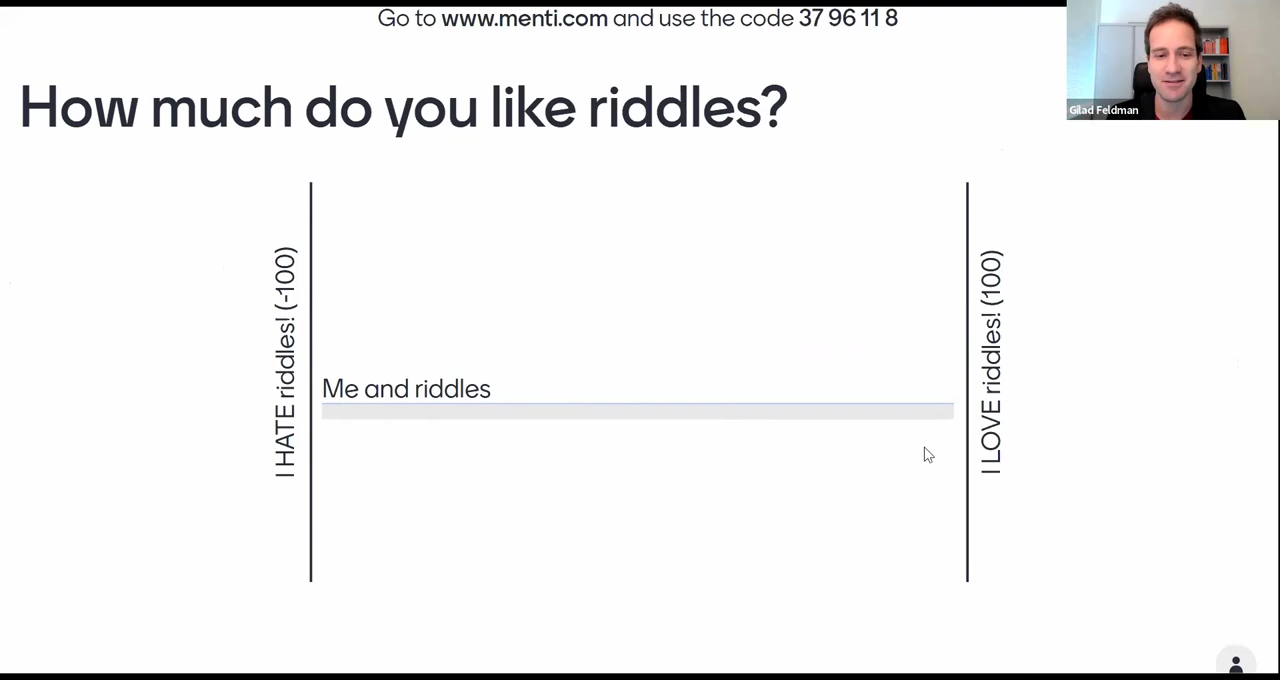 Go to www.menti.com and use the code 37 96 11 8
Gilad Feldman
How much do you like riddles?
I HATE riddles! (-100)
Me and riddles
I LOVE riddles! (100)